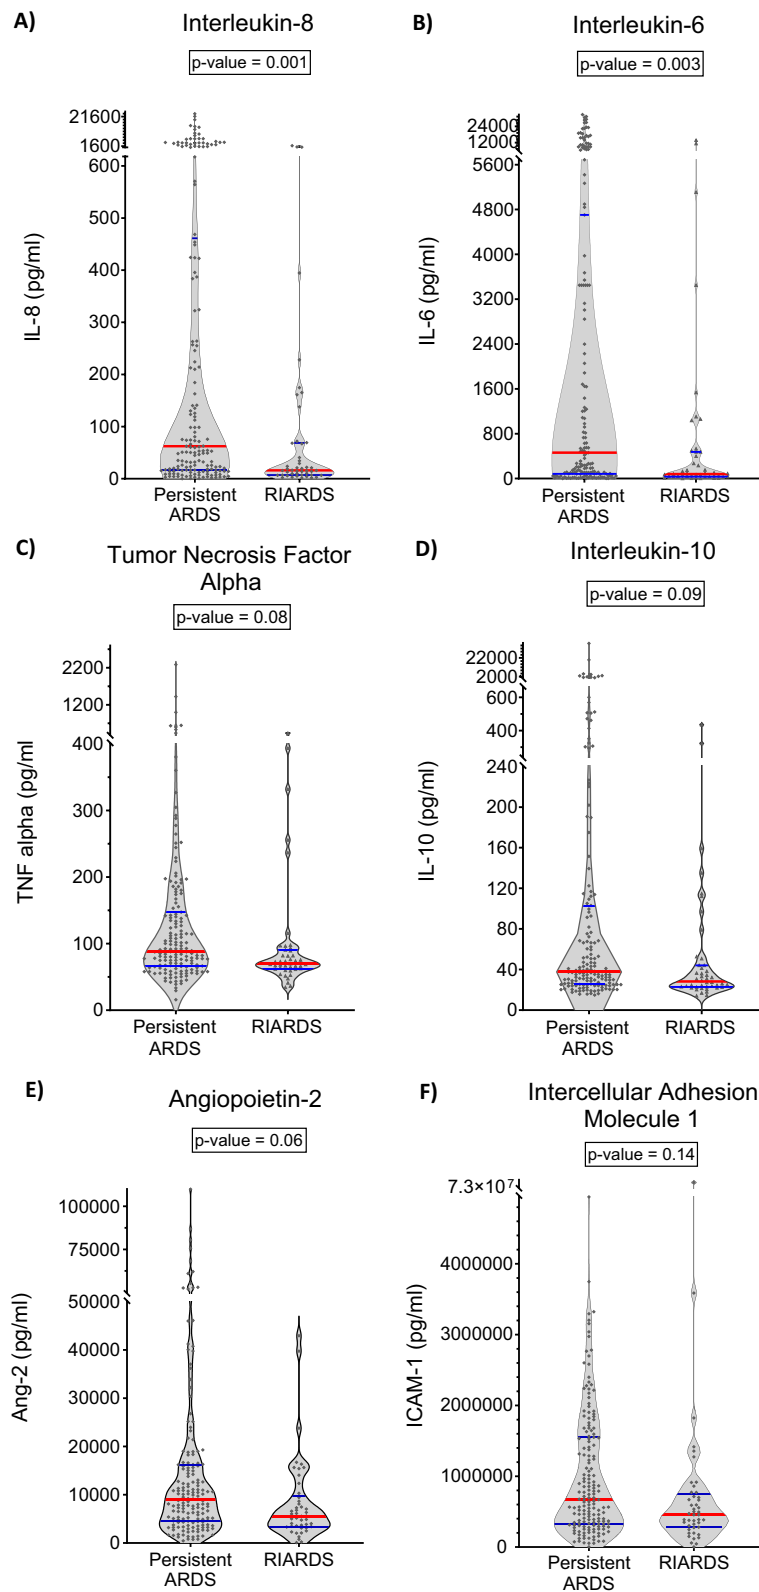 A)
Interleukin-8
p-value = 0.001
21600
1600
600
500
400
300
200
100
0
IL-8 (pg/ml)
Persistent
ARDS
RIARDS
B)
Interleukin-6
p-value = 0.003
24000
12000
5600
4800
4000
3200
2400
1600
800
0
IL-6 (pg/ml)
Persistent
ARDS
RIARDS
C)
Tumor Necrosis Factor
Alpha
p-value = 0.08
2200
1200
400
300
200
100
0
TNF alpha (pg/ml)
Persistent
ARDS
RIARDS
D)
Interleukin-10
p-value = 0.09
22000
2000
600
400
240
200
160
120
80
40
0
IL-10 (pg/ml)
Persistent
ARDS
RIARDS
E)
Angiopoietin-2
p-value = 0.06
100000
75000
50000
40000
30000
20000
10000
0
Ang-2 (pg/ml)
Persistent
ARDS
RIARDS
F)
Intercellular Adhesion
Molecule 1
p-value = 0.14
7.3×10⁷
4000000
3000000
2000000
1000000
0
ICAM-1 (pg/ml)
Persistent
ARDS
RIARDS